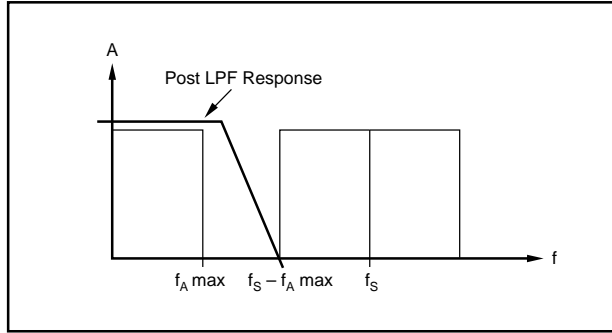 A
Post LPF Response
f
fA max
fS – fA max
fS